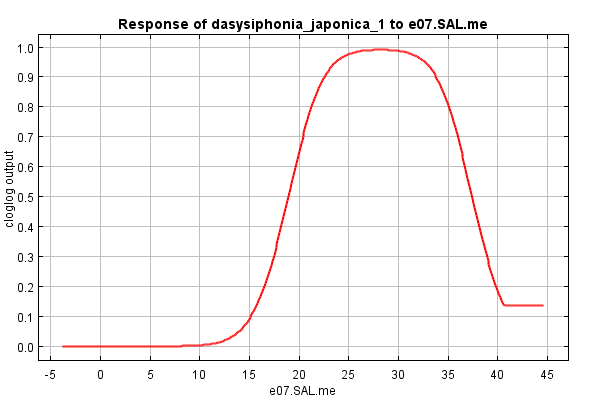 Response of dasysiphonia_japonica_1 to e07.SAL.me
cloglog output
1.0
0.9
0.8
0.7
0.6
0.5
0.4
0.3
0.2
0.1
0.0
-5 0 5 10 15 20 25 30 35 40 45
e07.SAL.me